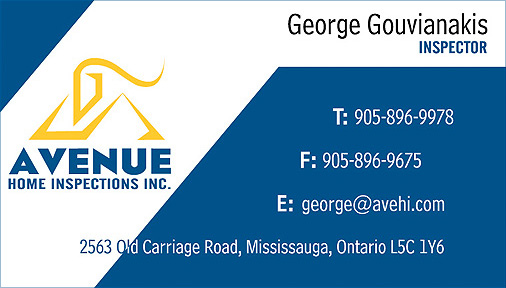 George Gouvianakis
INSPECTOR
T: 905-896-9978
F: 905-896-9675
E: george@avehi.com
AVENUE
HOME INSPECTIONS INC.
2563 Old Carriage Road, Mississauga, Ontario L5C 1Y6